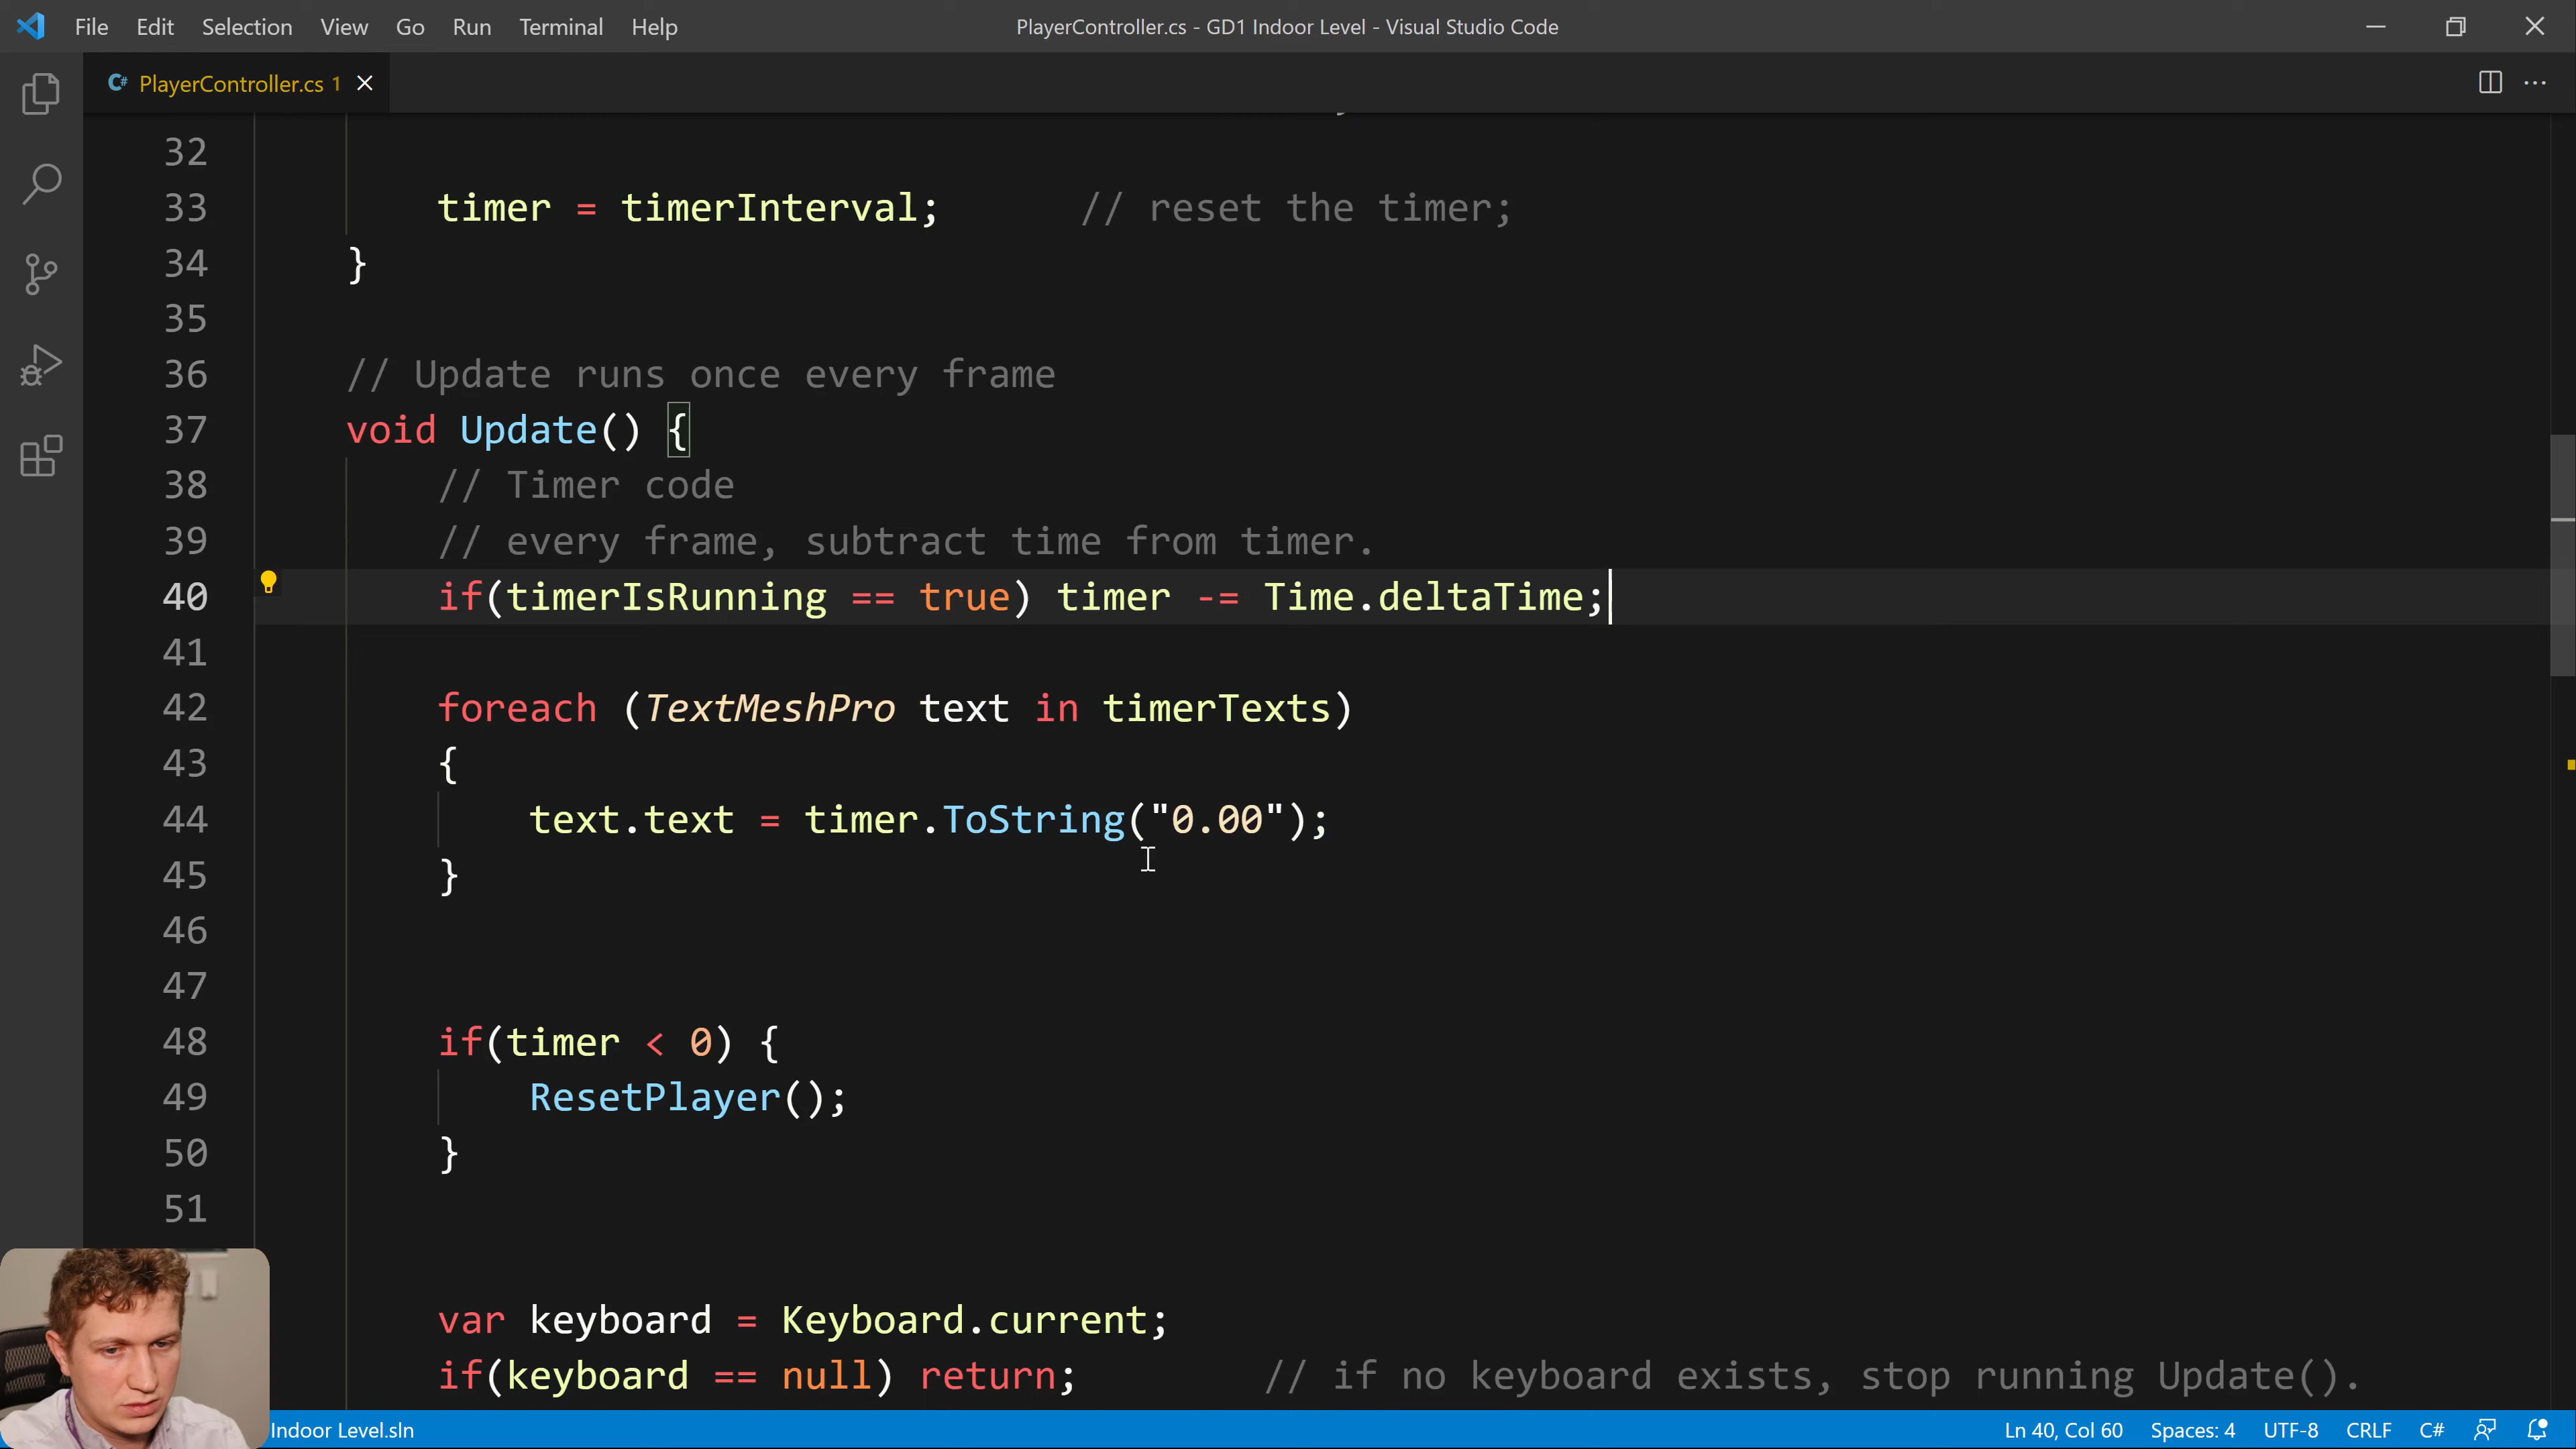 File Edit Selection View Go Run Terminal Help
PlayerController.cs - GD1 Indoor Level - Visual Studio Code
C# PlayerController.cs 1
32
33 timer = timerInterval; // reset the timer;
34 }
35
36 // Update runs once every frame
37 void Update() {
38 // Timer code
39 // every frame, subtract time from timer.
40 if(timerIsRunning == true) timer -= Time.deltaTime;
41
42 foreach (TextMeshPro text in timerTexts)
43 {
44 text.text = timer.ToString("0.00");
45 }
46
47
48 if(timer < 0) {
49 ResetPlayer();
50 }
51
var keyboard = Keyboard.current;
if(keyboard == null) return; // if no keyboard exists, stop running Update().
Indoor Level.sln Ln 40, Col 60 Spaces: 4 UTF-8 CRLF C#